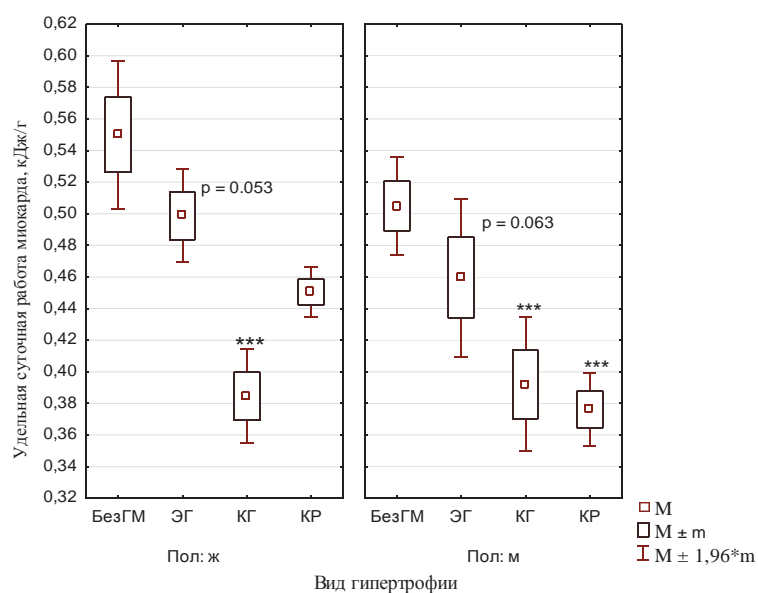 Удельная суточная работа миокарда, кДж/г
0,62
0,60
0,58
0,56
0,54
0,52
0,50
0,48
0,46
0,44
0,42
0,40
0,38
0,36
0,34
0,32
p = 0.053
***
p = 0.063
***
***
БезГМ ЭГ КГ КР
БезГМ ЭГ КГ КР
Пол: ж
Пол: м
Вид гипертрофии
M
M ± m
M ± 1,96*m